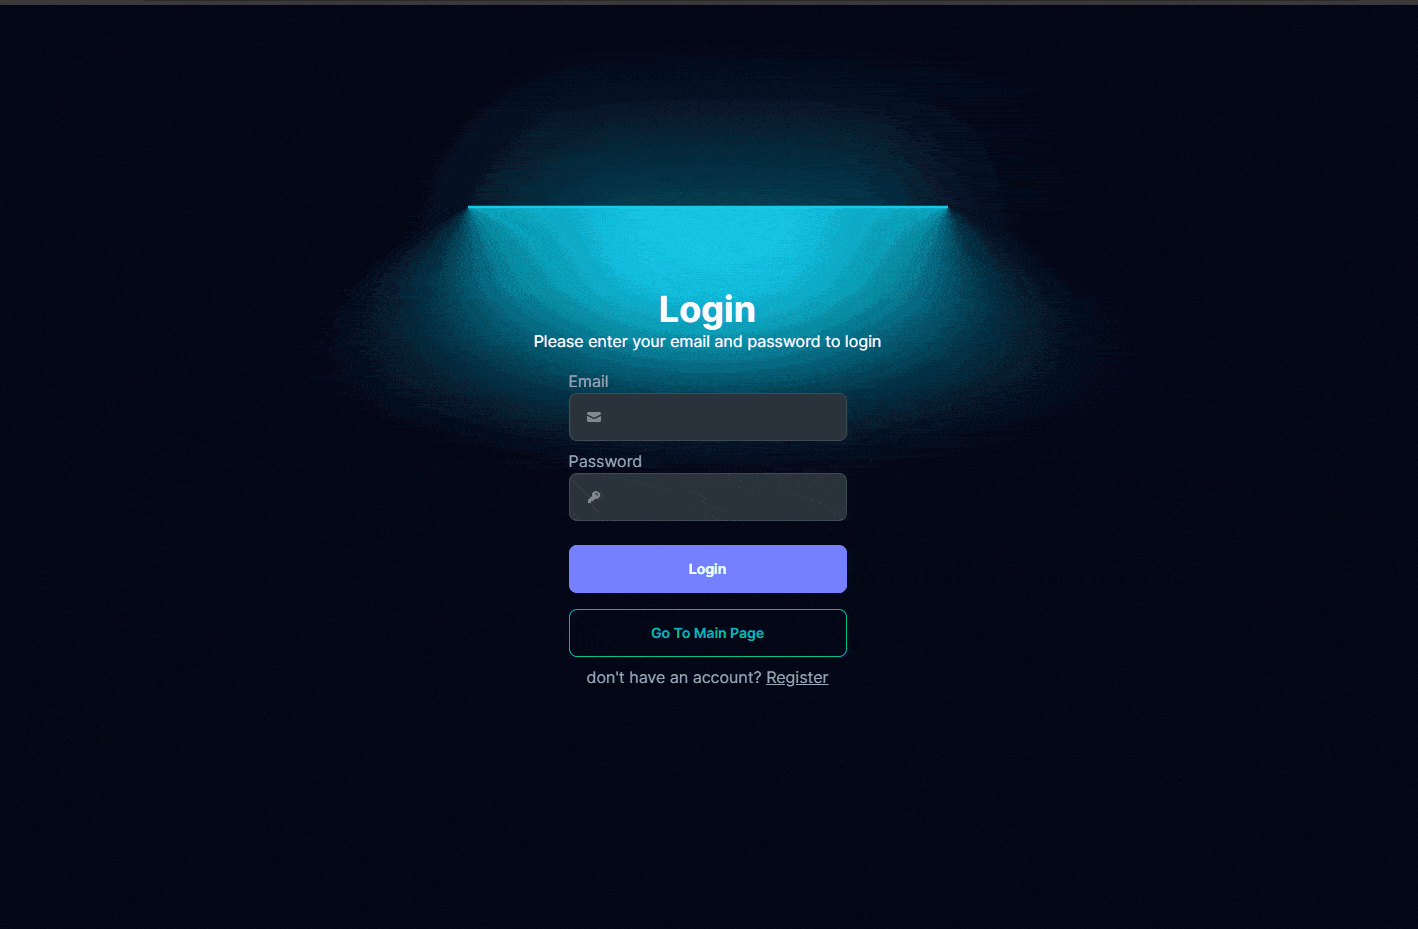 Login
Please enter your email and password to login
Email
Password
Login
Go To Main Page
don't have an account? Register